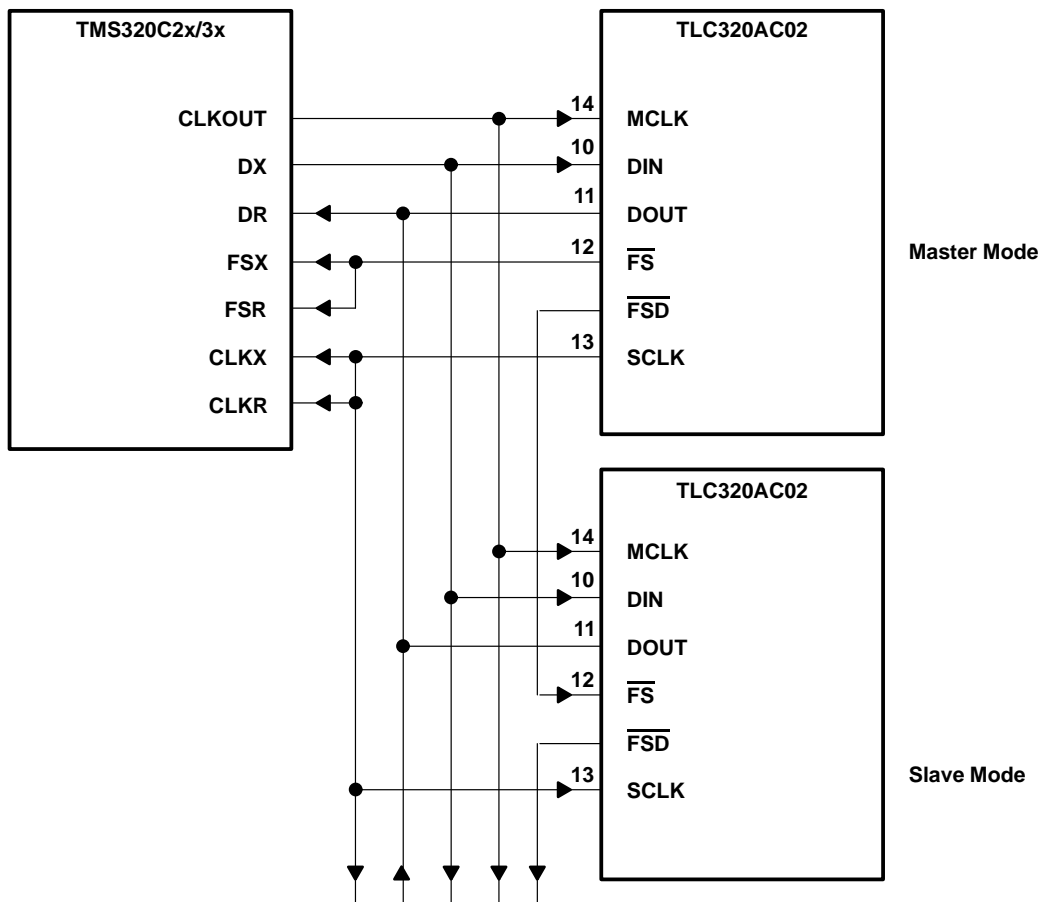 TMS320C2x/3x
CLKOUT
DX
DR
FSX
FSR
CLKX
CLKR
TLC320AC02
14 MCLK
10 DIN
11 DOUT
12 FS
FSD
13 SCLK
Master Mode
TLC320AC02
14 MCLK
10 DIN
11 DOUT
12 FS
FSD
13 SCLK
Slave Mode